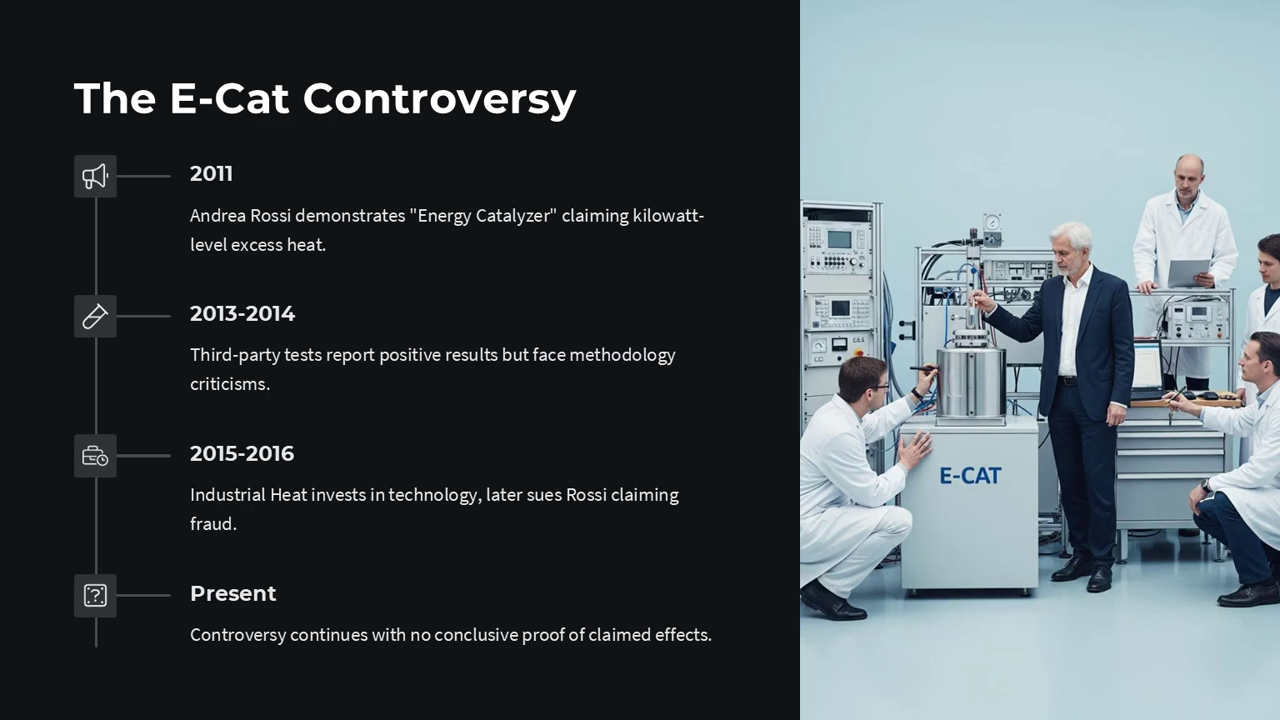 The E-Cat Controversy
2011
Andrea Rossi demonstrates "Energy Catalyzer" claiming kilowatt-
level excess heat.
2013-2014
Third-party tests report positive results but face methodology
criticisms.
2015-2016
Industrial Heat invests in technology, later sues Rossi claiming
fraud.
Present
Controversy continues with no conclusive proof of claimed effects.
E-CAT